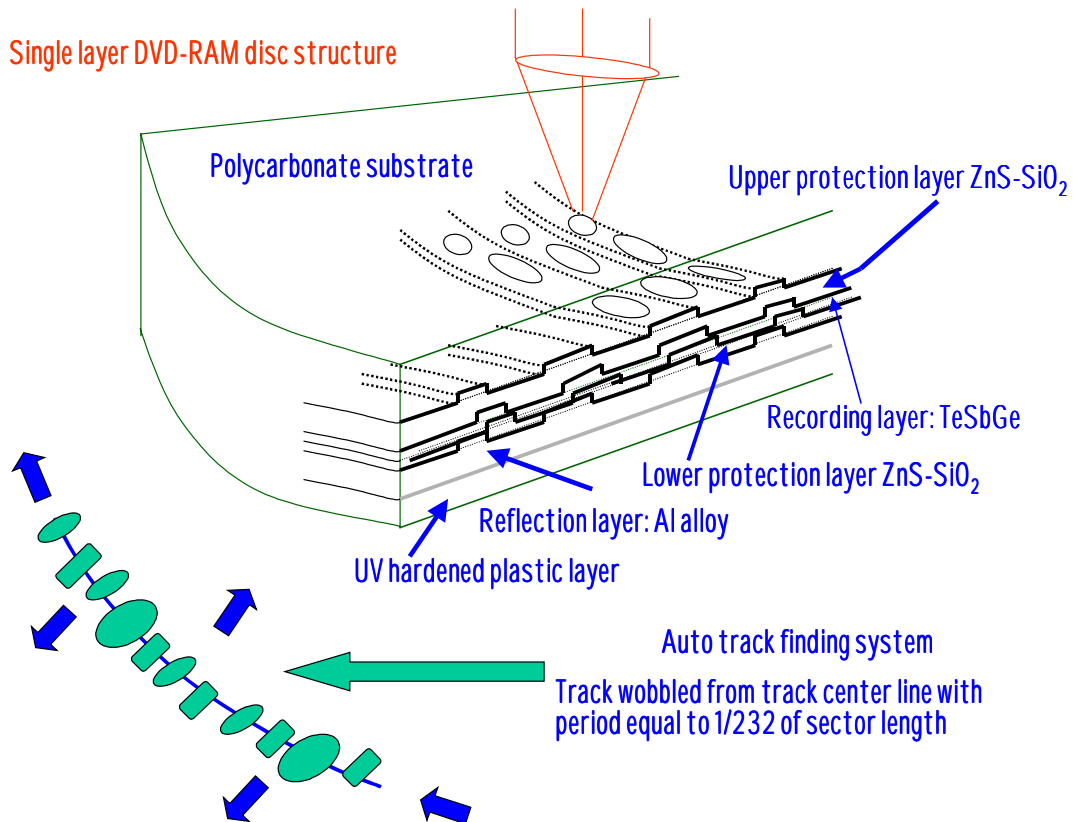 Single layer DVD-RAM disc structure
Polycarbonate substrate
Upper protection layer ZnS-SiO₂
Recording layer: TeSbGe
Lower protection layer ZnS-SiO₂
Reflection layer: Al alloy
UV hardened plastic layer
Auto track finding system
Track wobbled from track center line with
period equal to 1/232 of sector length